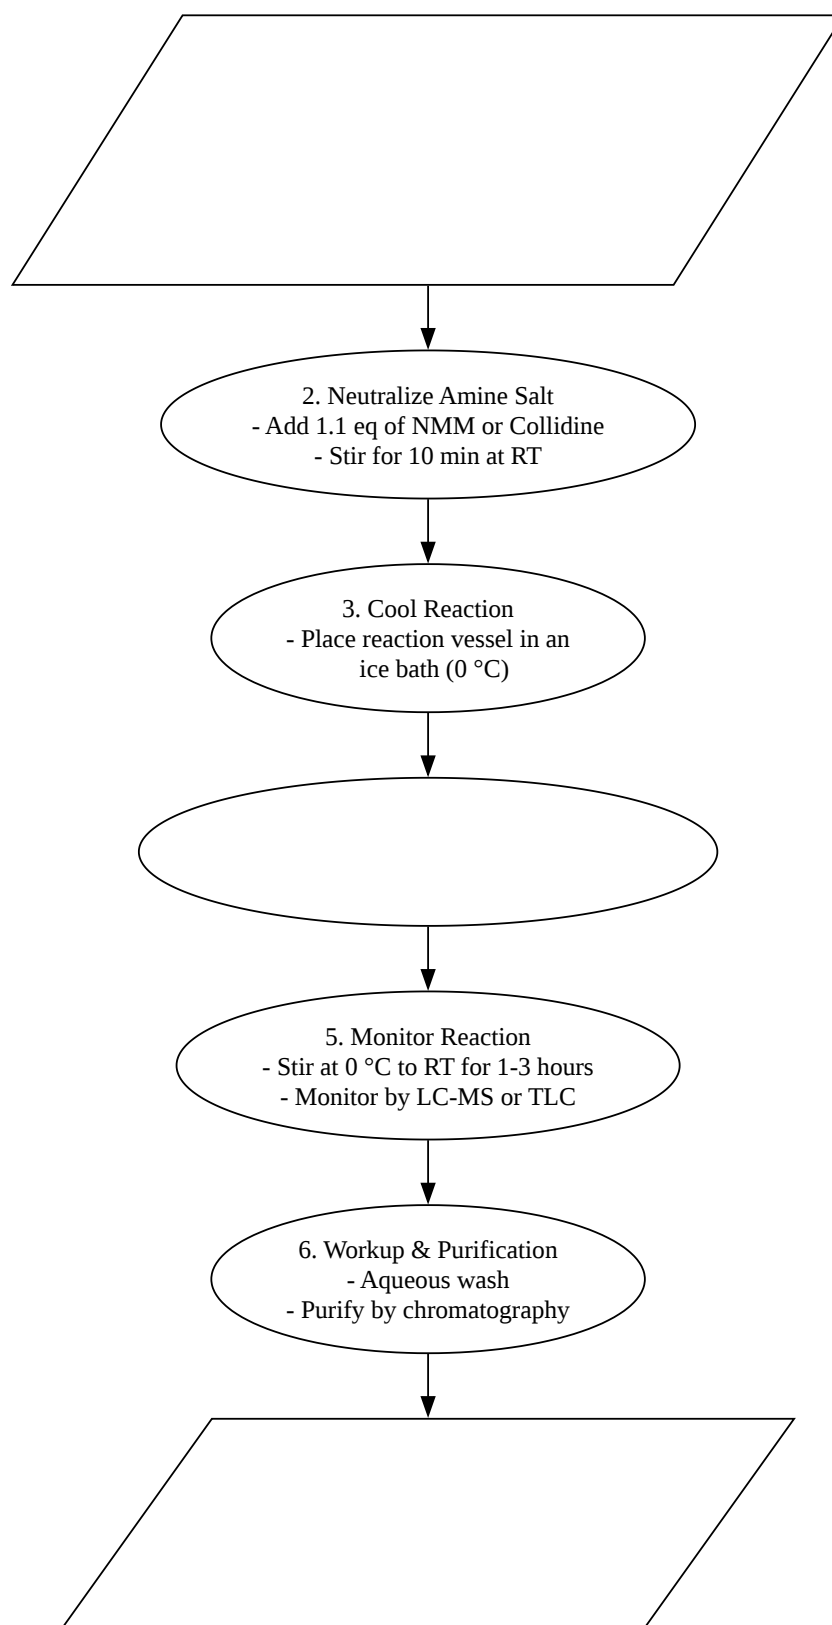 2. Neutralize Amine Salt
- Add 1.1 eq of NMM or Collidine
- Stir for 10 min at RT
3. Cool Reaction
- Place reaction vessel in an
ice bath (0 °C)
5. Monitor Reaction
- Stir at 0 °C to RT for 1-3 hours
- Monitor by LC-MS or TLC
6. Workup & Purification
- Aqueous wash
- Purify by chromatography